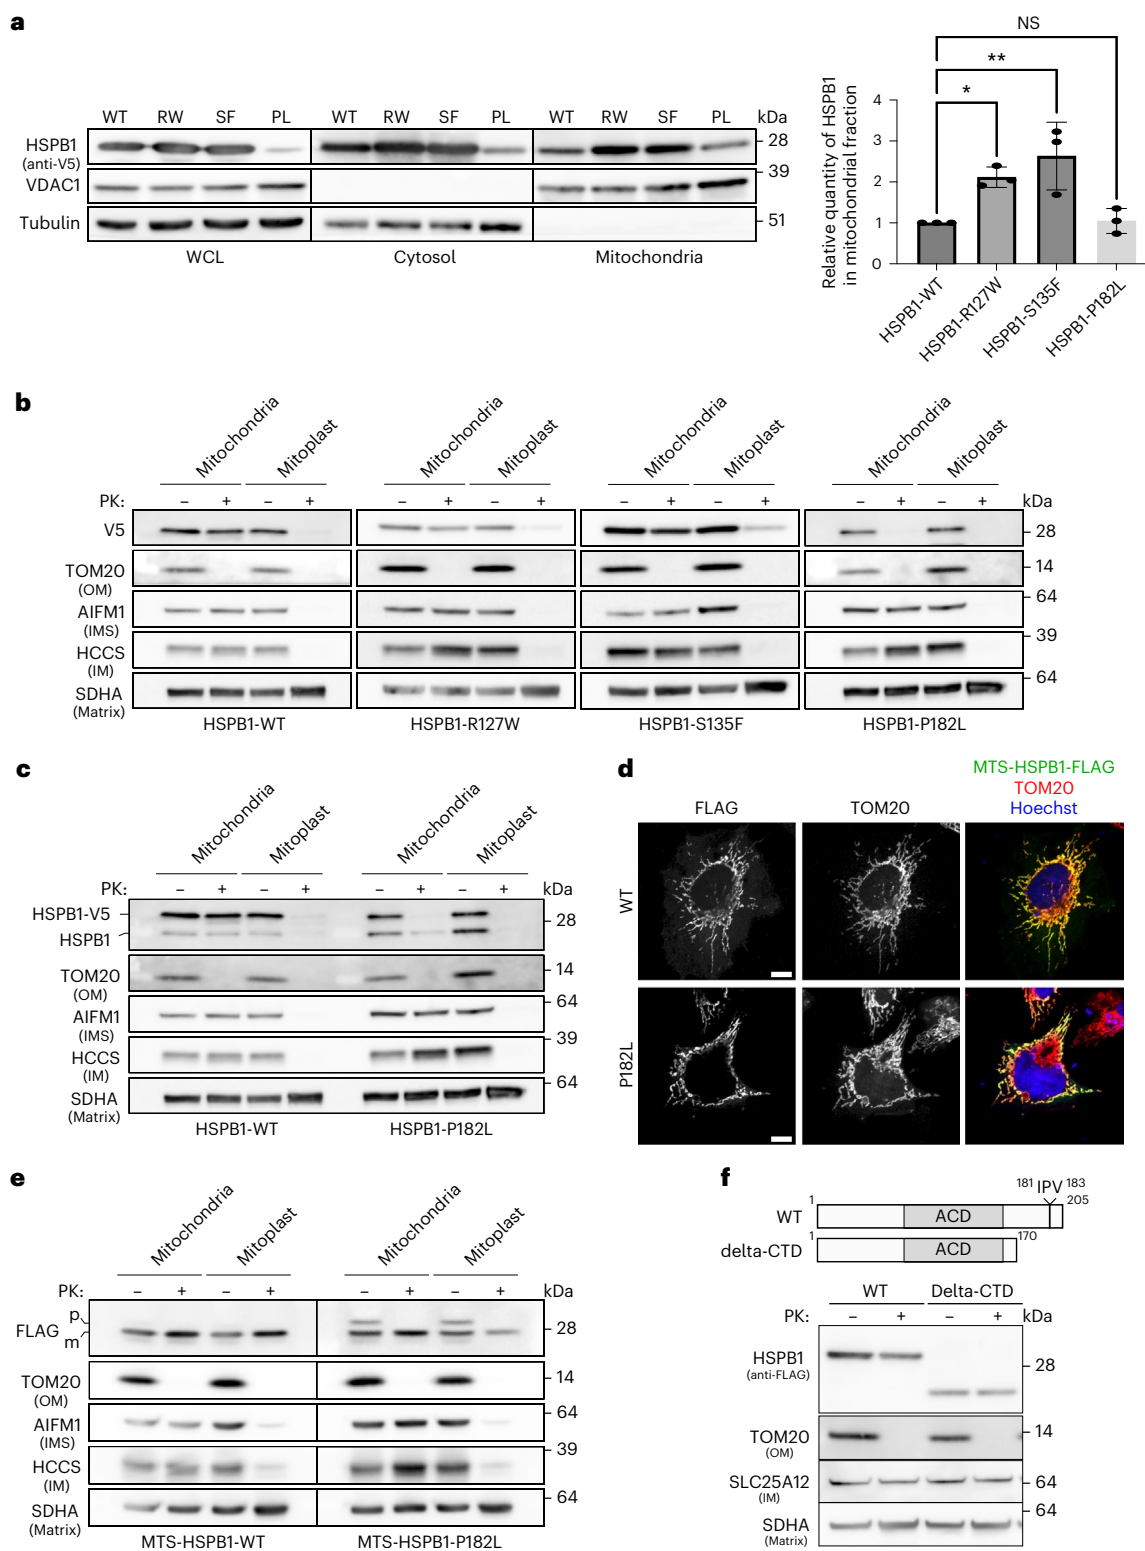 a
WT RW SF PL WT RW SF PL WT RW SF PL kDa
HSPB1
(anti-V5)
28
VDAC1
39
Tubulin
51
WCL Cytosol Mitochondria
NS
**
*
Relative quantity of HSPB1
in mitochondrial fraction
4
3
2
1
0
HSPB1-WT
HSPB1-R127W
HSPB1-S135F
HSPB1-P182L
b
Mitochondria Mitoplast Mitochondria Mitoplast Mitochondria Mitoplast Mitochondria Mitoplast
PK: – + – + – + – + – + – + – + – + kDa
V5 28
TOM20 14
(OM)
AIFM1 64
(IMS)
HCCS 39
(IM)
SDHA 64
(Matrix)
HSPB1-WT HSPB1-R127W HSPB1-S135F HSPB1-P182L
c
Mitochondria Mitoplast Mitochondria Mitoplast
PK: – + – + – + – + kDa
HSPB1-V5 28
HSPB1
TOM20 14
(OM)
AIFM1 64
(IMS)
HCCS 39
(IM)
SDHA 64
(Matrix)
HSPB1-WT HSPB1-P182L
d
MTS-HSPB1-FLAG
TOM20
Hoechst
FLAG TOM20
WT
P182L
e
Mitochondria Mitoplast Mitochondria Mitoplast
PK: – + – + – + – + kDa
p
FLAG 28
m
TOM20 14
(OM)
AIFM1 64
(IMS)
HCCS 39
(IM)
SDHA 64
(Matrix)
MTS-HSPB1-WT MTS-HSPB1-P182L
f
181 IPV 183
1 205
WT ACD
1 170
delta-CTD ACD
WT Delta-CTD
PK: – + – + kDa
HSPB1 28
(anti-FLAG)
TOM20 14
(OM)
SLC25A12 64
(IM)
SDHA 64
(Matrix)